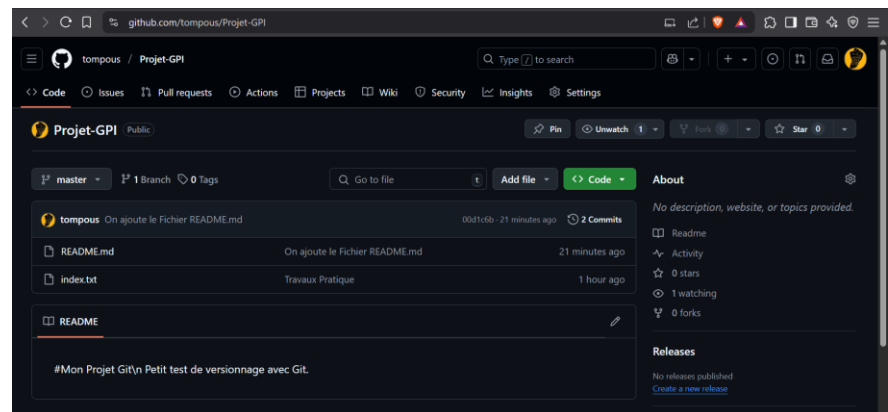 github.com/tompous/Projet-GPI
tompous / Projet-GPI
Type / to search
Code Issues Pull requests Actions Projects Wiki Security Insights Settings
Projet-GPI Public
Pin Unwatch 1 Fork 0 Star 0
master 1 Branch 0 Tags
Go to file t Add file Code
tompous On ajoute le Fichier README.md 00d1c6b · 21 minutes ago 2 Commits
README.md On ajoute le Fichier README.md 21 minutes ago
index.txt Travaux Pratique 1 hour ago
README
#Mon Projet Git\n Petit test de versionnage avec Git.
About
No description, website, or topics provided.
Readme
Activity
0 stars
1 watching
0 forks
Releases
No releases published
Create a new release